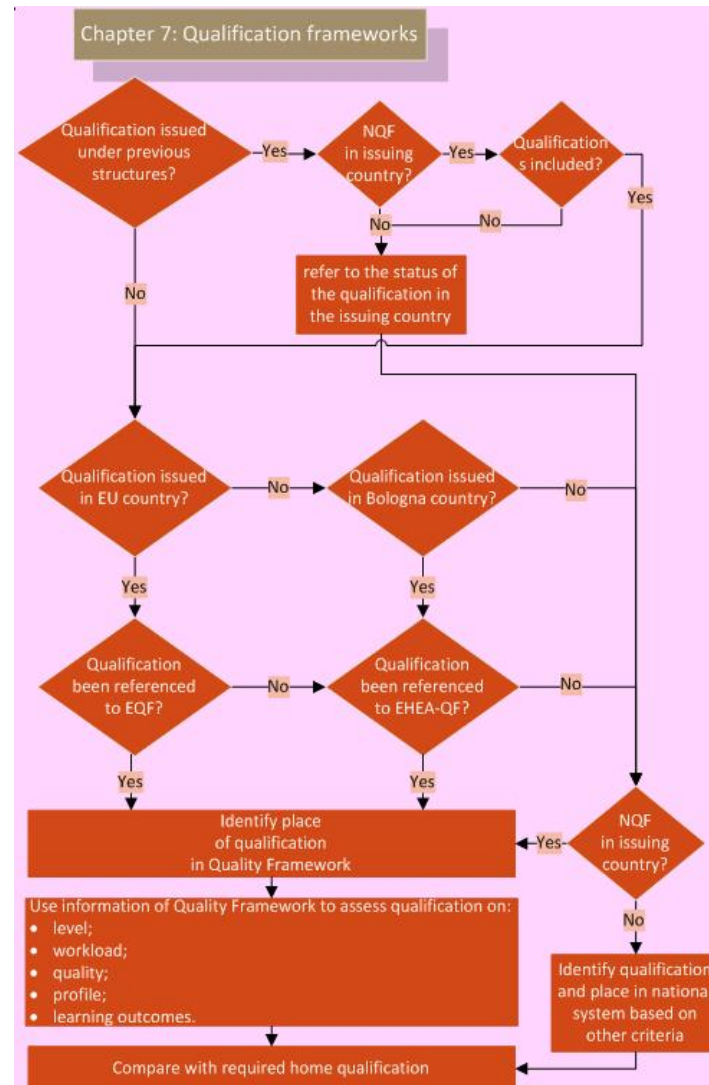 Chapter 7: Qualification frameworks
Qualification issued
under previous
structures?
Yes
NQF
in issuing
country?
Yes
Qualification
s included?
Yes
No
No
No
refer to the status of
the qualification in
the issuing country
Qualification issued
in EU country?
No
Qualification issued
in Bologna country?
No
Yes
Yes
Qualification
been referenced
to EQF?
No
Qualification
been referenced
to EHEA-QF?
No
Yes
Yes
Identify place
of qualification
in Quality Framework
Yes
NQF
in issuing
country?
No
Use information of Quality Framework to assess qualification on:
• level;
• workload;
• quality;
• profile;
• learning outcomes.
Identify qualification
and place in national
system based on
other criteria
Compare with required home qualification